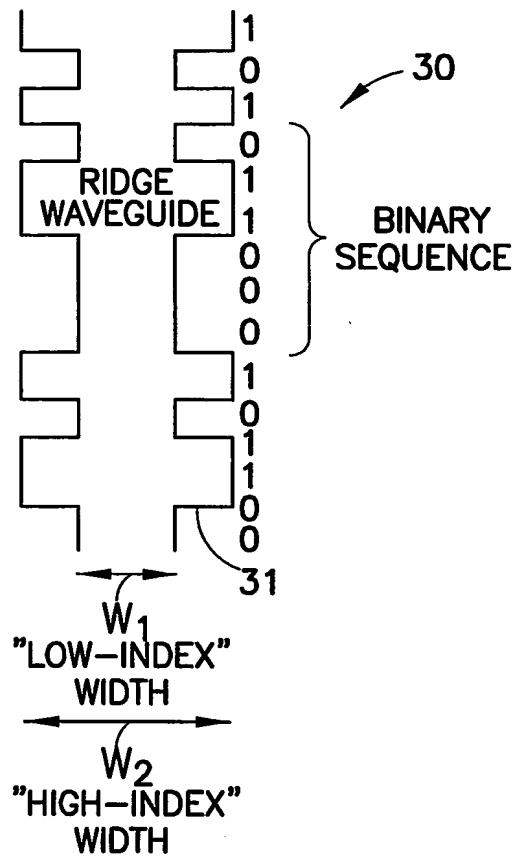 1
0
30
1
0
RIDGE
WAVEGUIDE
1
1
BINARY
SEQUENCE
0
0
0
1
0
1
1
0
0
31
W1
"LOW-INDEX"
WIDTH
W2
"HIGH-INDEX"
WIDTH